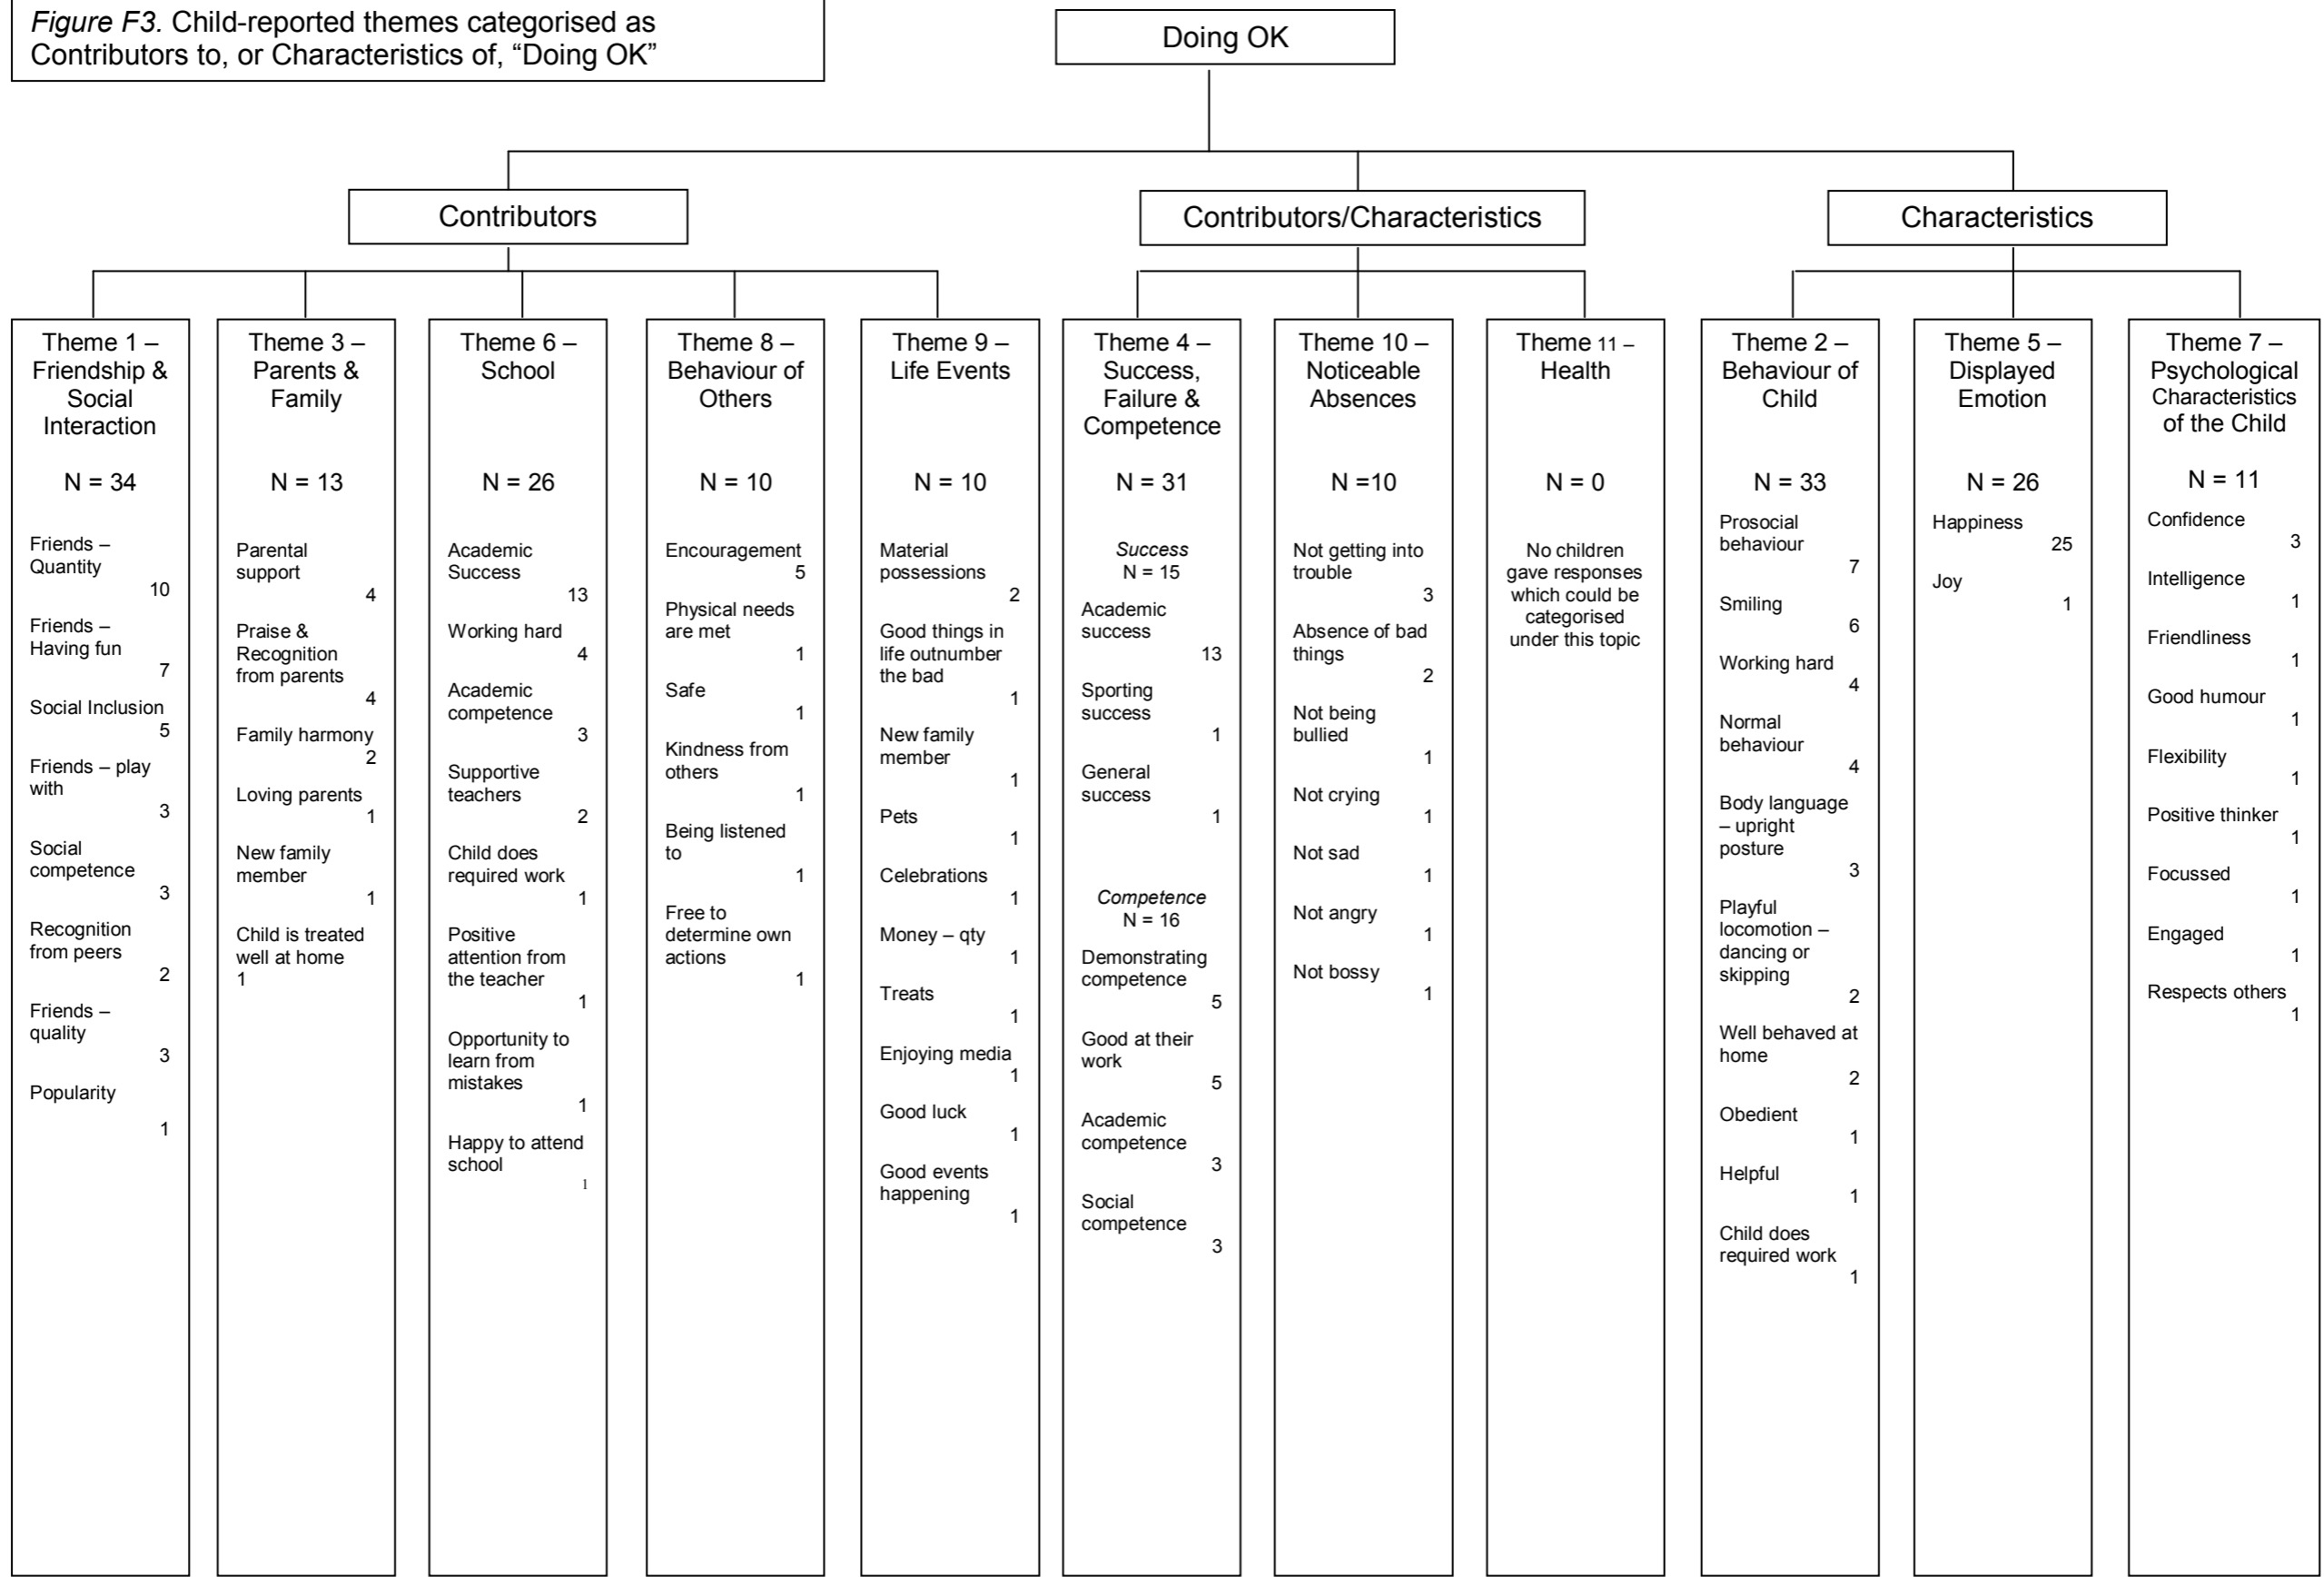 Figure F3. Child-reported themes categorised as
Contributors to, or Characteristics of, “Doing OK”
Doing OK
Contributors
Contributors/Characteristics
Characteristics
Theme 1 –
Friendship &
Social
Interaction
N = 34
Friends –
Quantity
10
Friends –
Having fun
7
Social Inclusion
5
Friends – play
with
3
Social
competence
3
Recognition
from peers
2
Friends –
quality
3
Popularity
1
Theme 3 –
Parents &
Family
N = 13
Parental
support
4
Praise &
Recognition
from parents
4
Family harmony
2
Loving parents
1
New family
member
1
Child is treated
well at home
1
Theme 6 –
School
N = 26
Academic
Success
13
Working hard
4
Academic
competence
3
Supportive
teachers
2
Child does
required work
1
Positive
attention from
the teacher
1
Opportunity to
learn from
mistakes
1
Happy to attend
school
1
Theme 8 –
Behaviour of
Others
N = 10
Encouragement
5
Physical needs
are met
1
Safe
1
Kindness from
others
1
Being listened
to
1
Free to
determine own
actions
1
Theme 9 –
Life Events
N = 10
Material
possessions
2
Good things in
life outnumber
the bad
1
New family
member
1
Pets
1
Celebrations
1
Money – qty
1
Treats
1
Enjoying media
1
Good luck
1
Good events
happening
1
Theme 4 –
Success,
Failure &
Competence
N = 31
Success
N = 15
Academic
success
13
Sporting
success
1
General
success
1
Competence
N = 16
Demonstrating
competence
5
Good at their
work
5
Academic
competence
3
Social
competence
3
Theme 10 –
Noticeable
Absences
N =10
Not getting into
trouble
3
Absence of bad
things
2
Not being
bullied
1
Not crying
1
Not sad
1
Not angry
1
Not bossy
1
Theme 11 –
Health
N = 0
No children
gave responses
which could be
categorised
under this topic
Theme 2 –
Behaviour of
Child
N = 33
Prosocial
behaviour
7
Smiling
6
Working hard
4
Normal
behaviour
4
Body language
– upright
posture
3
Playful
locomotion –
dancing or
skipping
2
Well behaved at
home
2
Obedient
1
Helpful
1
Child does
required work
1
Theme 5 –
Displayed
Emotion
N = 26
Happiness
25
Joy
1
Theme 7 –
Psychological
Characteristics
of the Child
N = 11
Confidence
3
Intelligence
1
Friendliness
1
Good humour
1
Flexibility
1
Positive thinker
1
Focussed
1
Engaged
1
Respects others
1